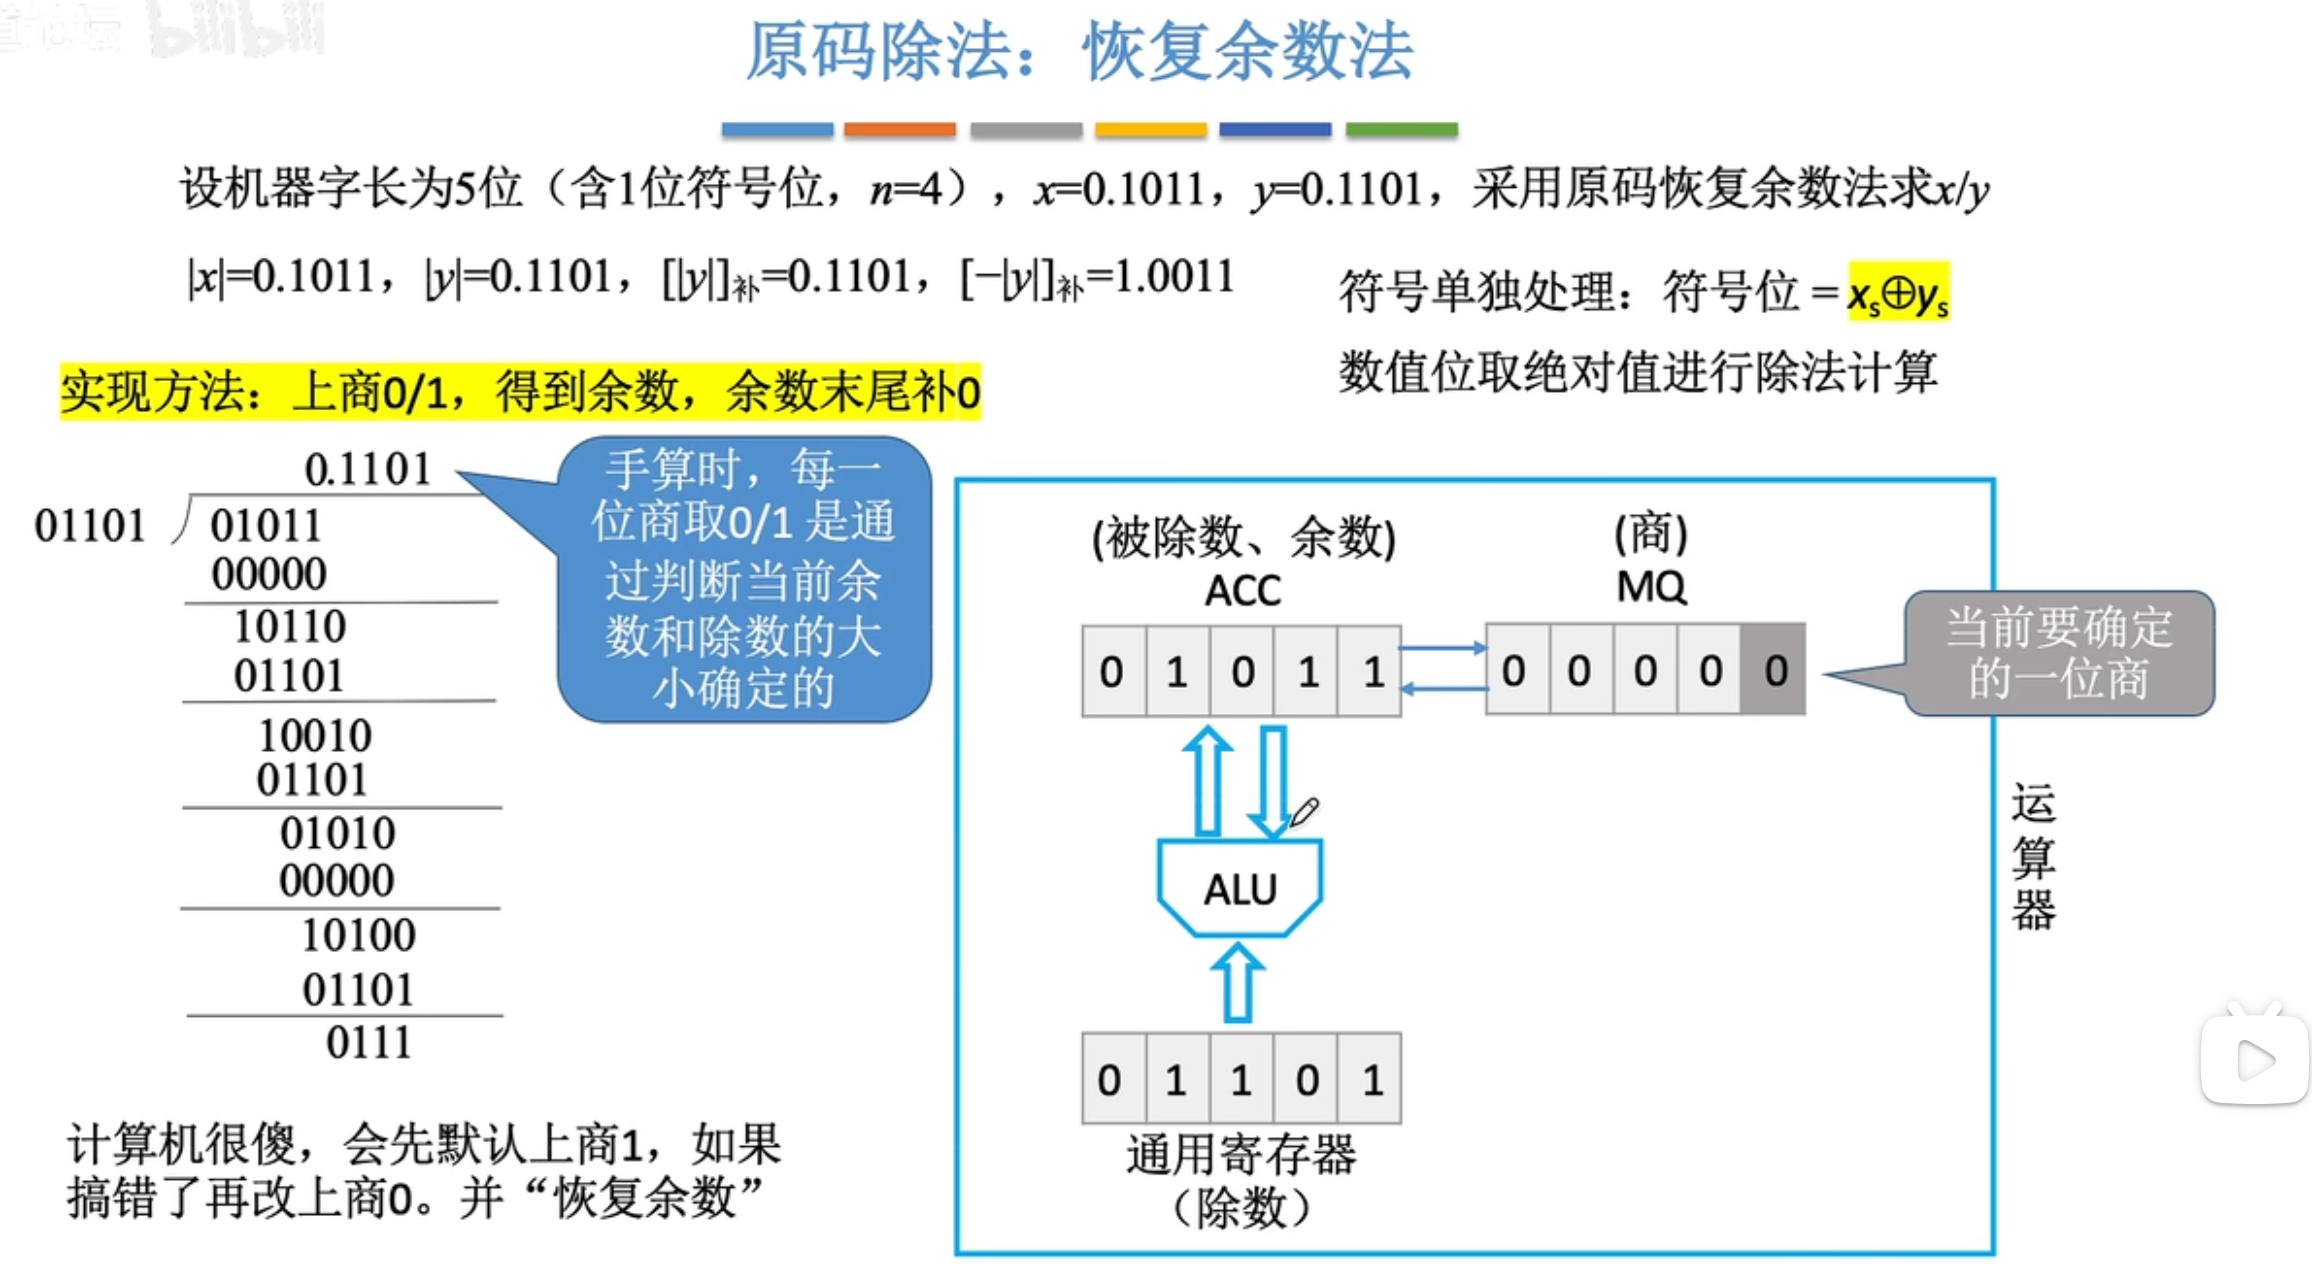 bilibili
原码除法：恢复余数法
设机器字长为5位（含1位符号位，n=4），x=0.1011，y=0.1101，采用原码恢复余数法求x/y
|x|=0.1011，|y|=0.1101，[|y|]补=0.1101，[−|y|]补=1.0011
符号单独处理：符号位 = xs⊕ys
数值位取绝对值进行除法计算
实现方法：上商0/1，得到余数，余数末尾补0
0.1101
01101
01011
00000
10110
01101
10010
01101
01010
00000
10100
01101
0111
手算时，每一
位商取0/1 是通
过判断当前余
数和除数的大
小确定的
计算机很傻，会先默认上商1，如果
搞错了再改上商0。并“恢复余数”
(被除数、余数)
ACC
0 1 0 1 1
(商)
MQ
0 0 0 0 0
当前要确定
的一位商
ALU
0 1 1 0 1
通用寄存器
（除数）
运
算
器